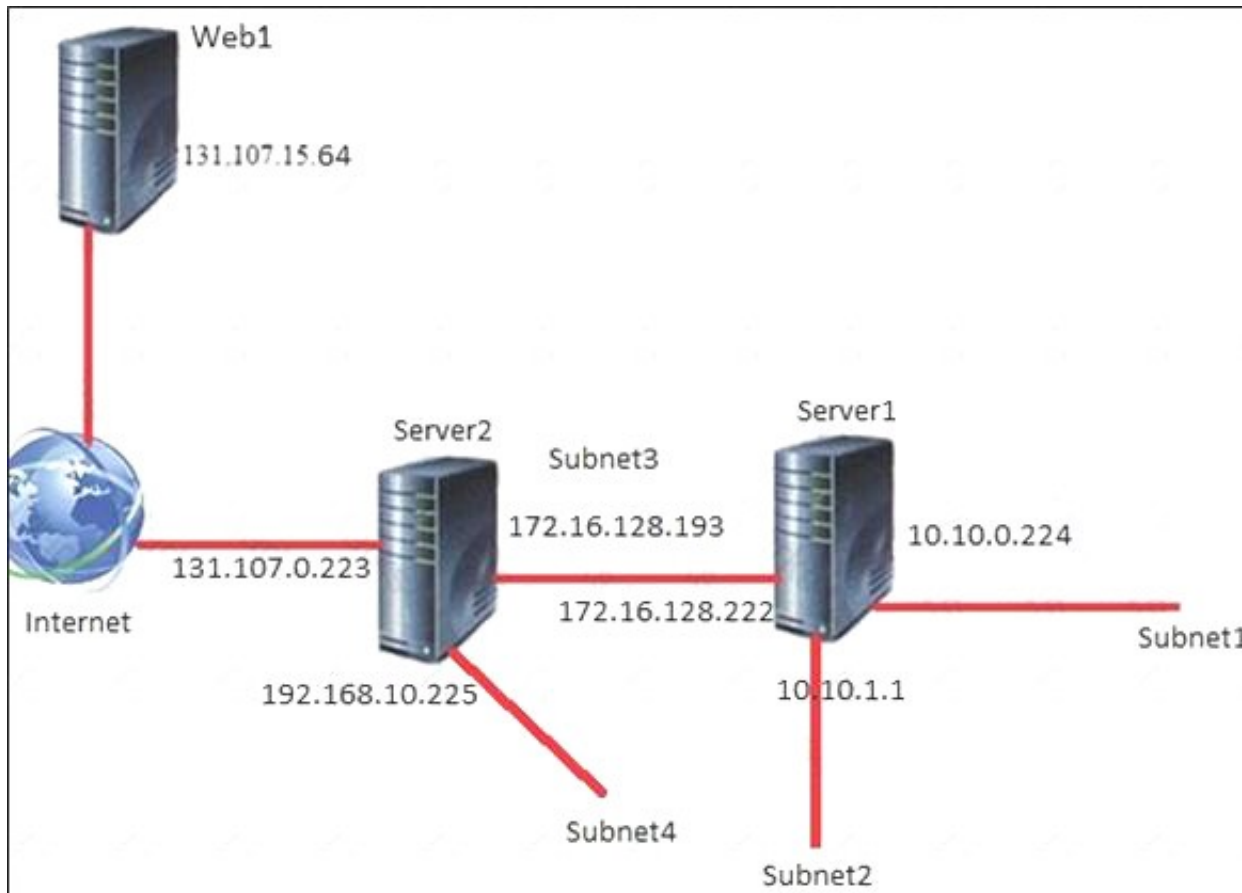 Web1
131.107.15.64
Server1
Server2
Subnet3
172.16.128.193
10.10.0.224
131.107.0.223
172.16.128.222
Internet
Subnet1
192.168.10.225
10.10.1.1
Subnet4
Subnet2